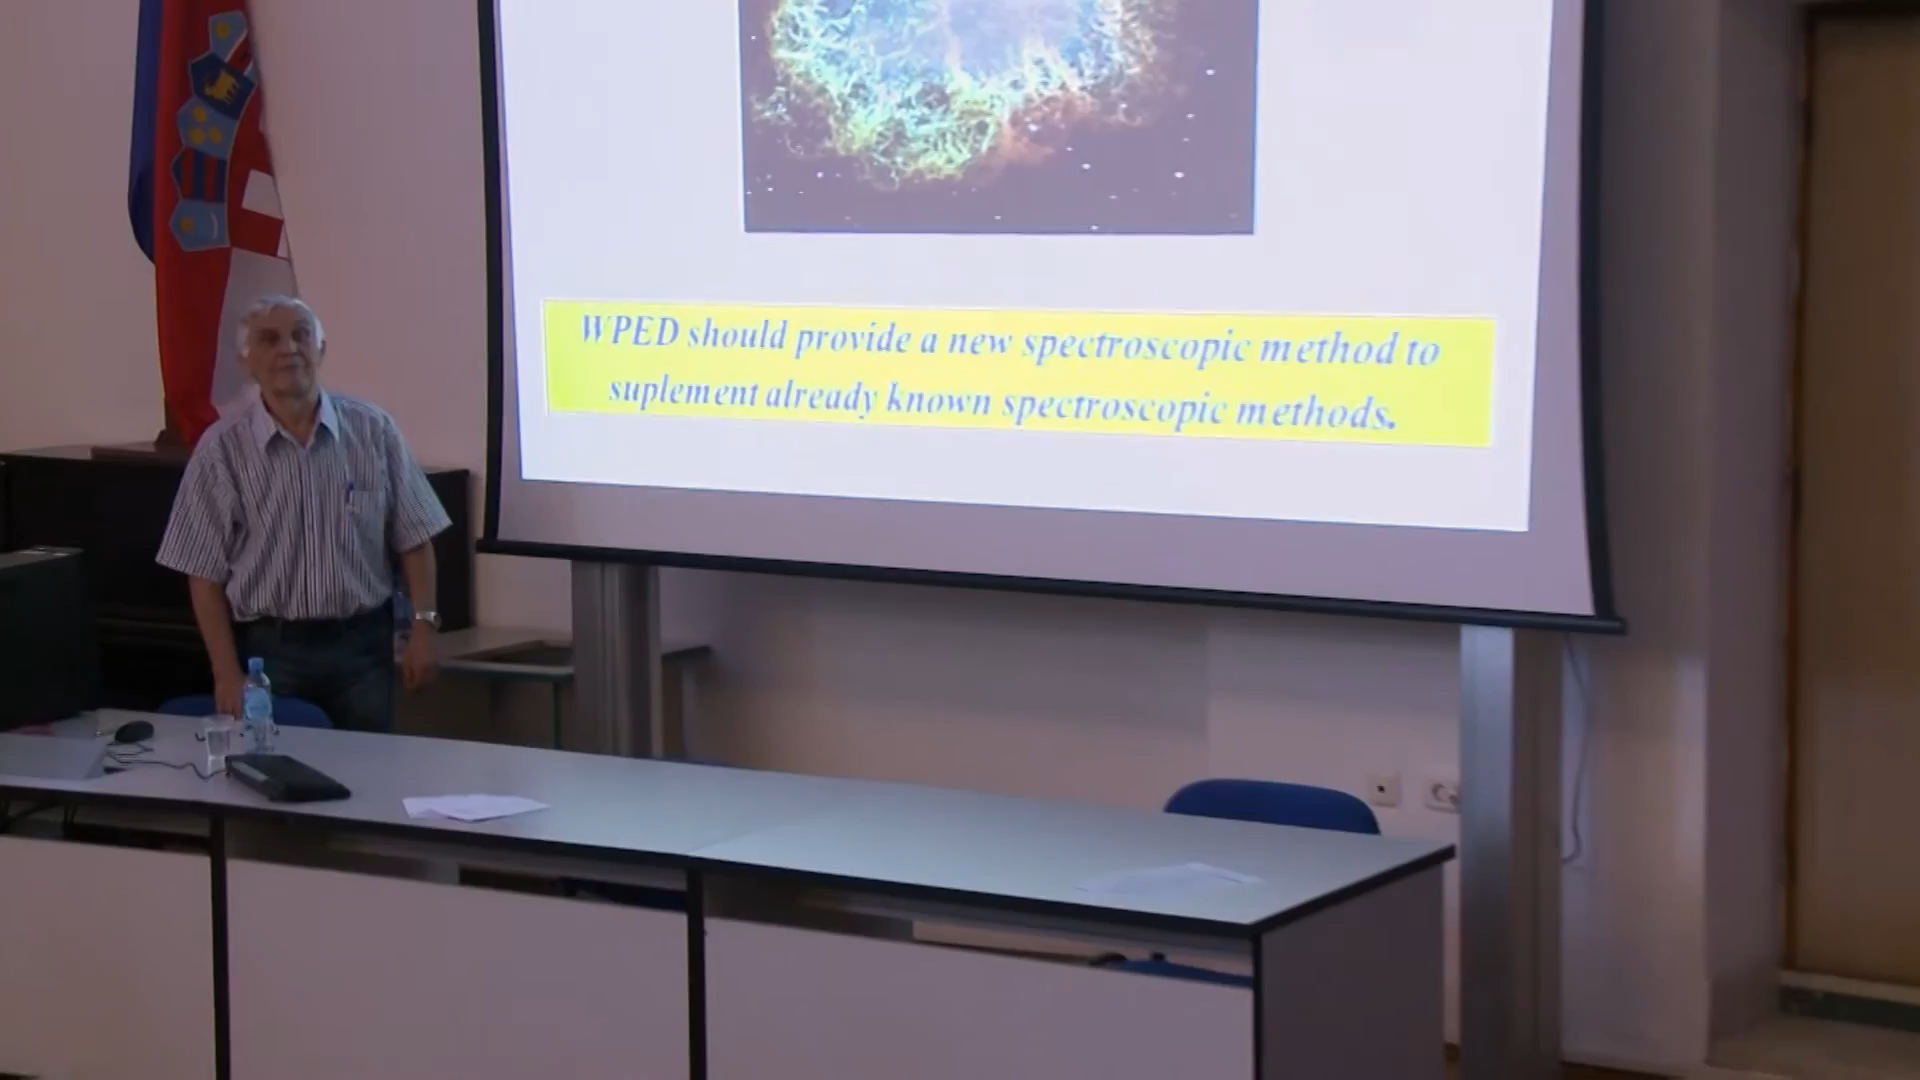 WPED should provide a new spectroscopic method to
suplement already known spectroscopic methods.